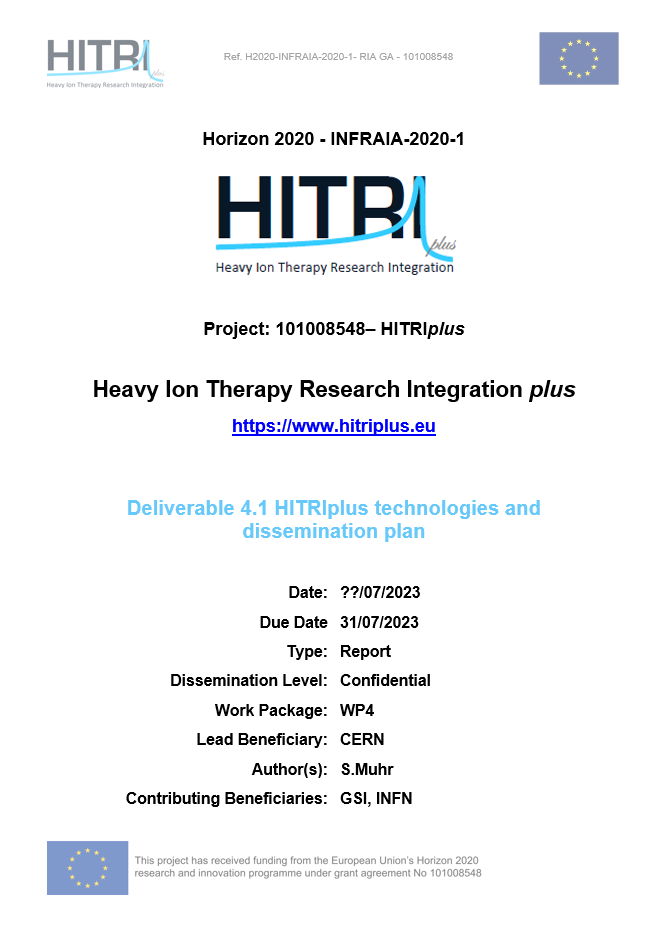 HITRI plus
Heavy Ion Therapy Research Integration
Ref. H2020-INFRAIA-2020-1- RIA GA - 101008548
Horizon 2020 - INFRAIA-2020-1
HITRI plus
Heavy Ion Therapy Research Integration
Project: 101008548– HITRIplus
Heavy Ion Therapy Research Integration plus
https://www.hitriplus.eu
Deliverable 4.1 HITRIplus technologies and
dissemination plan
Date: ??/07/2023
Due Date 31/07/2023
Type: Report
Dissemination Level: Confidential
Work Package: WP4
Lead Beneficiary: CERN
Author(s): S.Muhr
Contributing Beneficiaries: GSI, INFN
This project has received funding from the European Union's Horizon 2020
research and innovation programme under grant agreement No 101008548